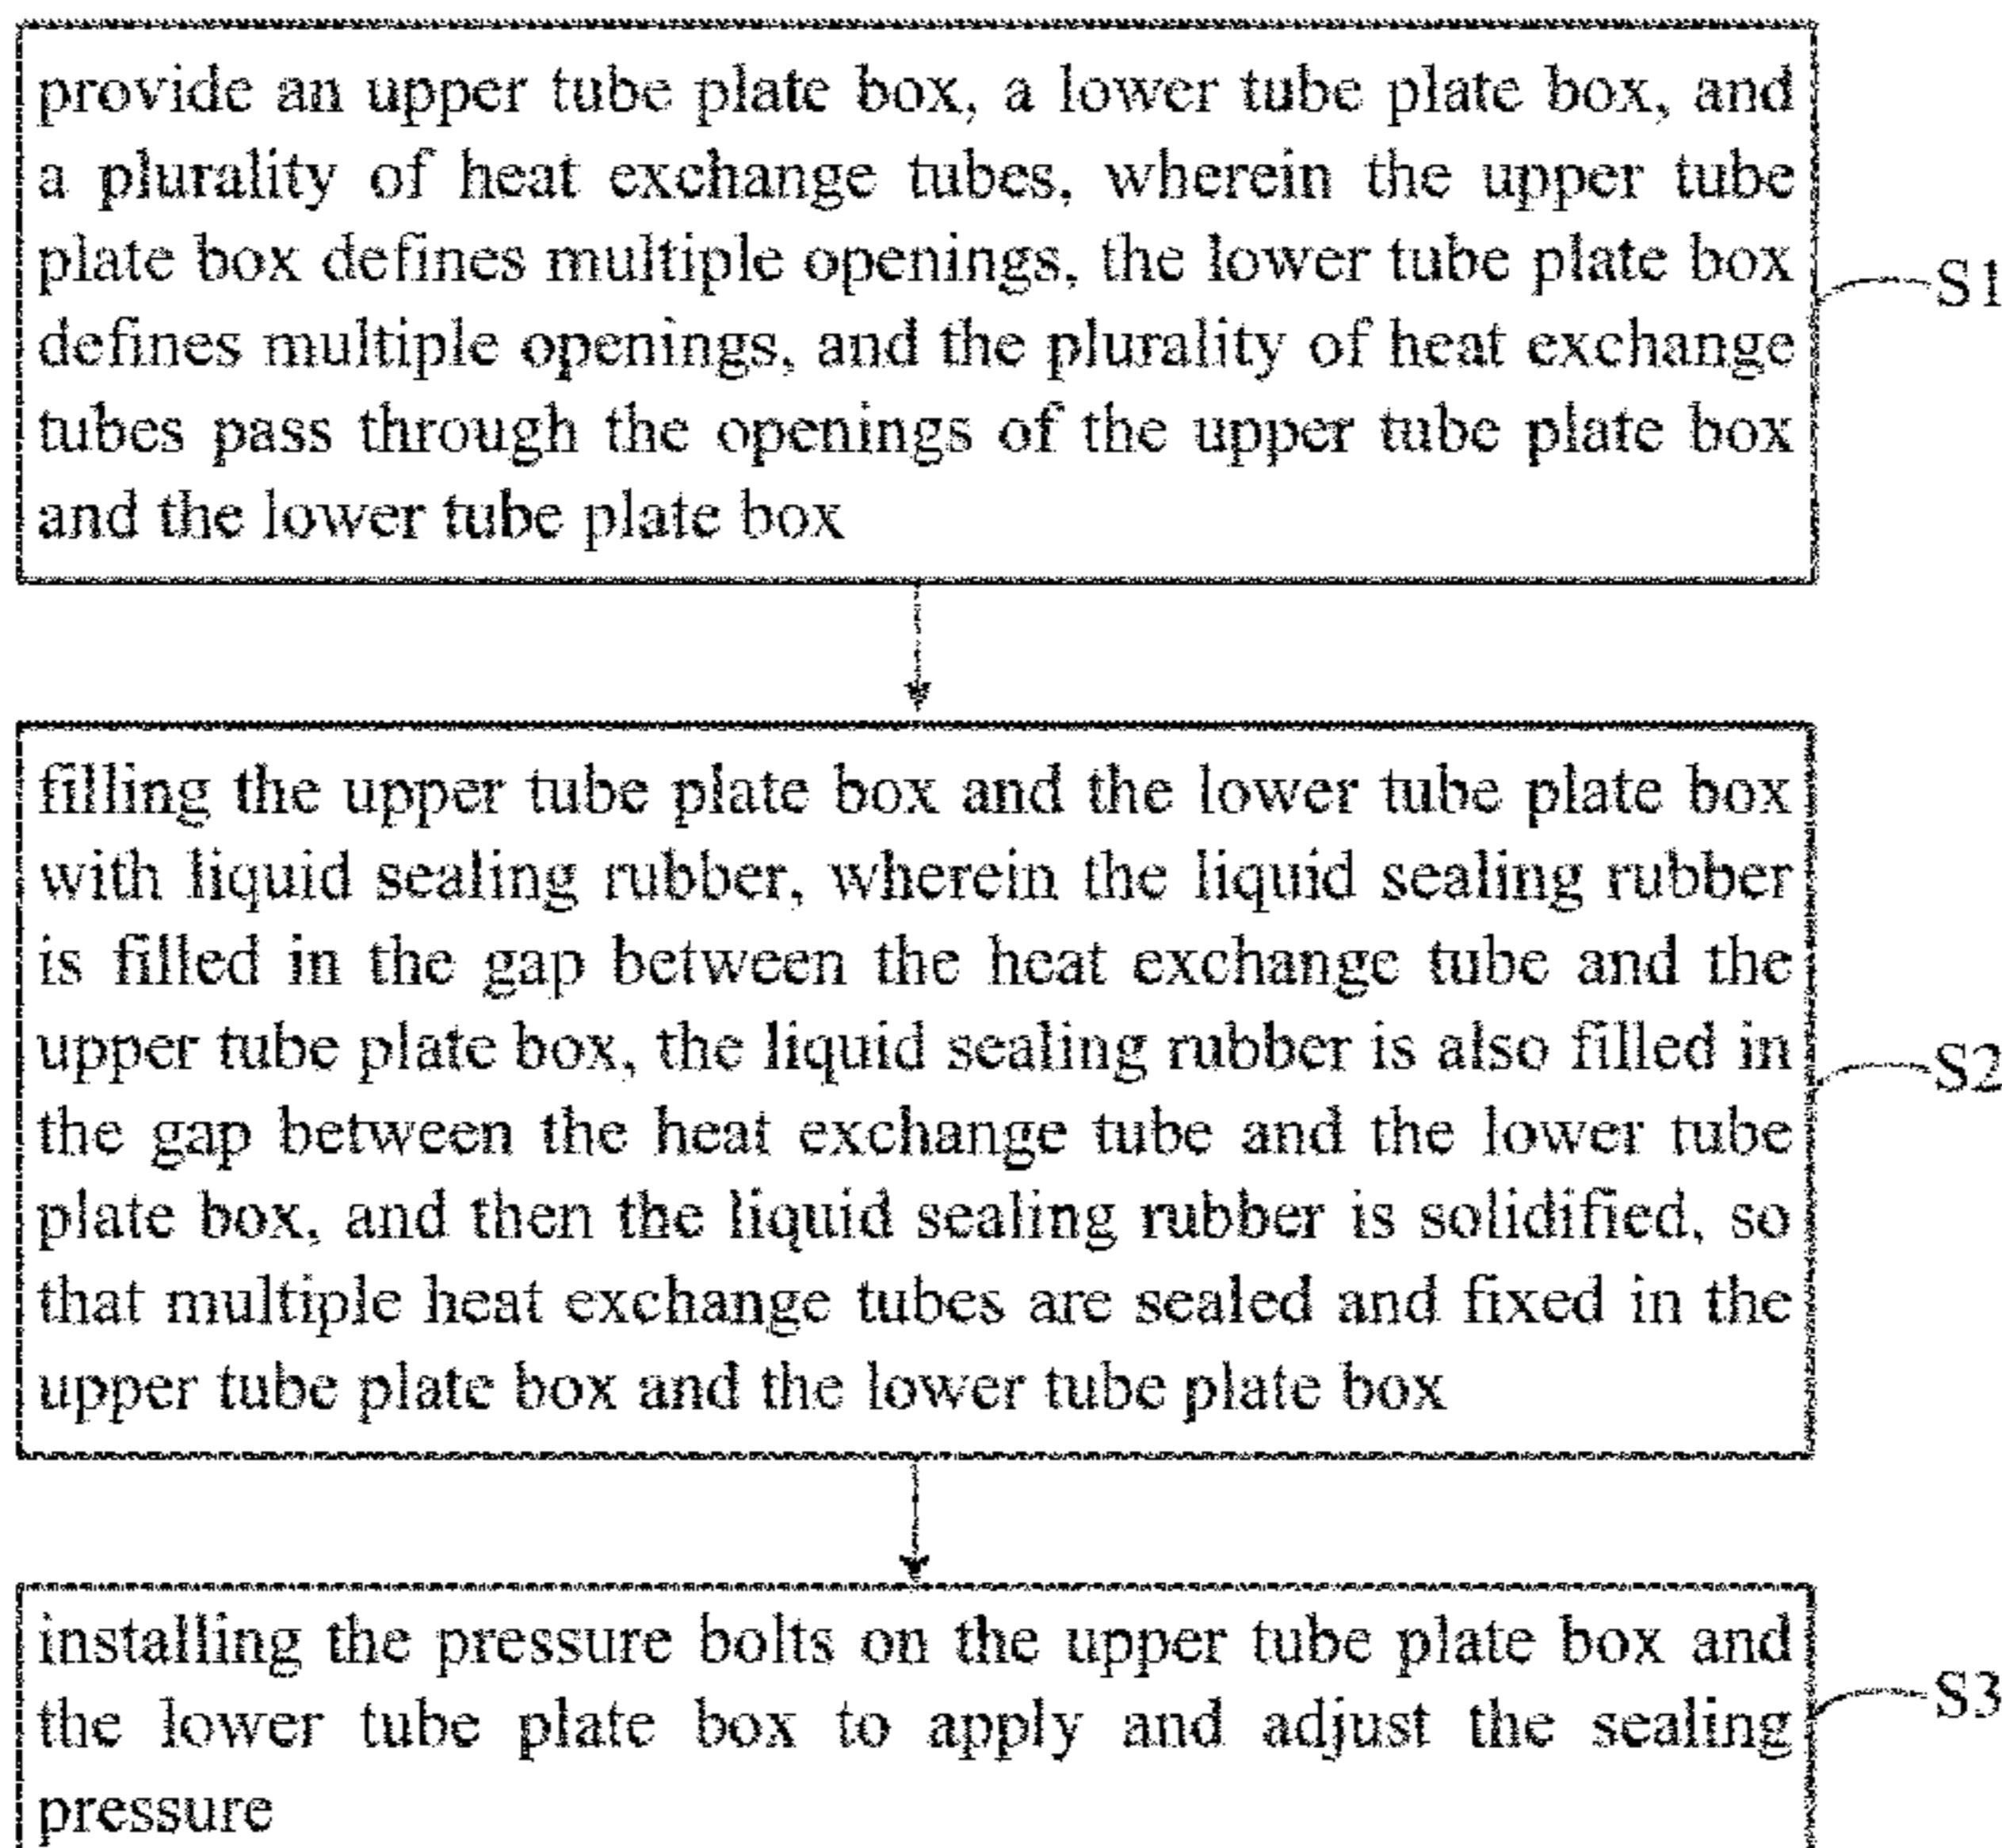 provide an upper tube plate box, a lower tube plate box, and
a plurality of heat exchange tubes, wherein the upper tube
plate box defines multiple openings, the lower tube plate box
defines multiple openings, and the plurality of heat exchange
tubes pass through the openings of the upper tube plate box
and the lower tube plate box
S1
filling the upper tube plate box and the lower tube plate box
with liquid sealing rubber, wherein the liquid sealing rubber
is filled in the gap between the heat exchange tube and the
upper tube plate box, the liquid sealing rubber is also filled in
the gap between the heat exchange tube and the lower tube
plate box, and then the liquid sealing rubber is solidified, so
that multiple heat exchange tubes are sealed and fixed in the
upper tube plate box and the lower tube plate box
S2
installing the pressure bolts on the upper tube plate box and
the lower tube plate box to apply and adjust the sealing
pressure
S3